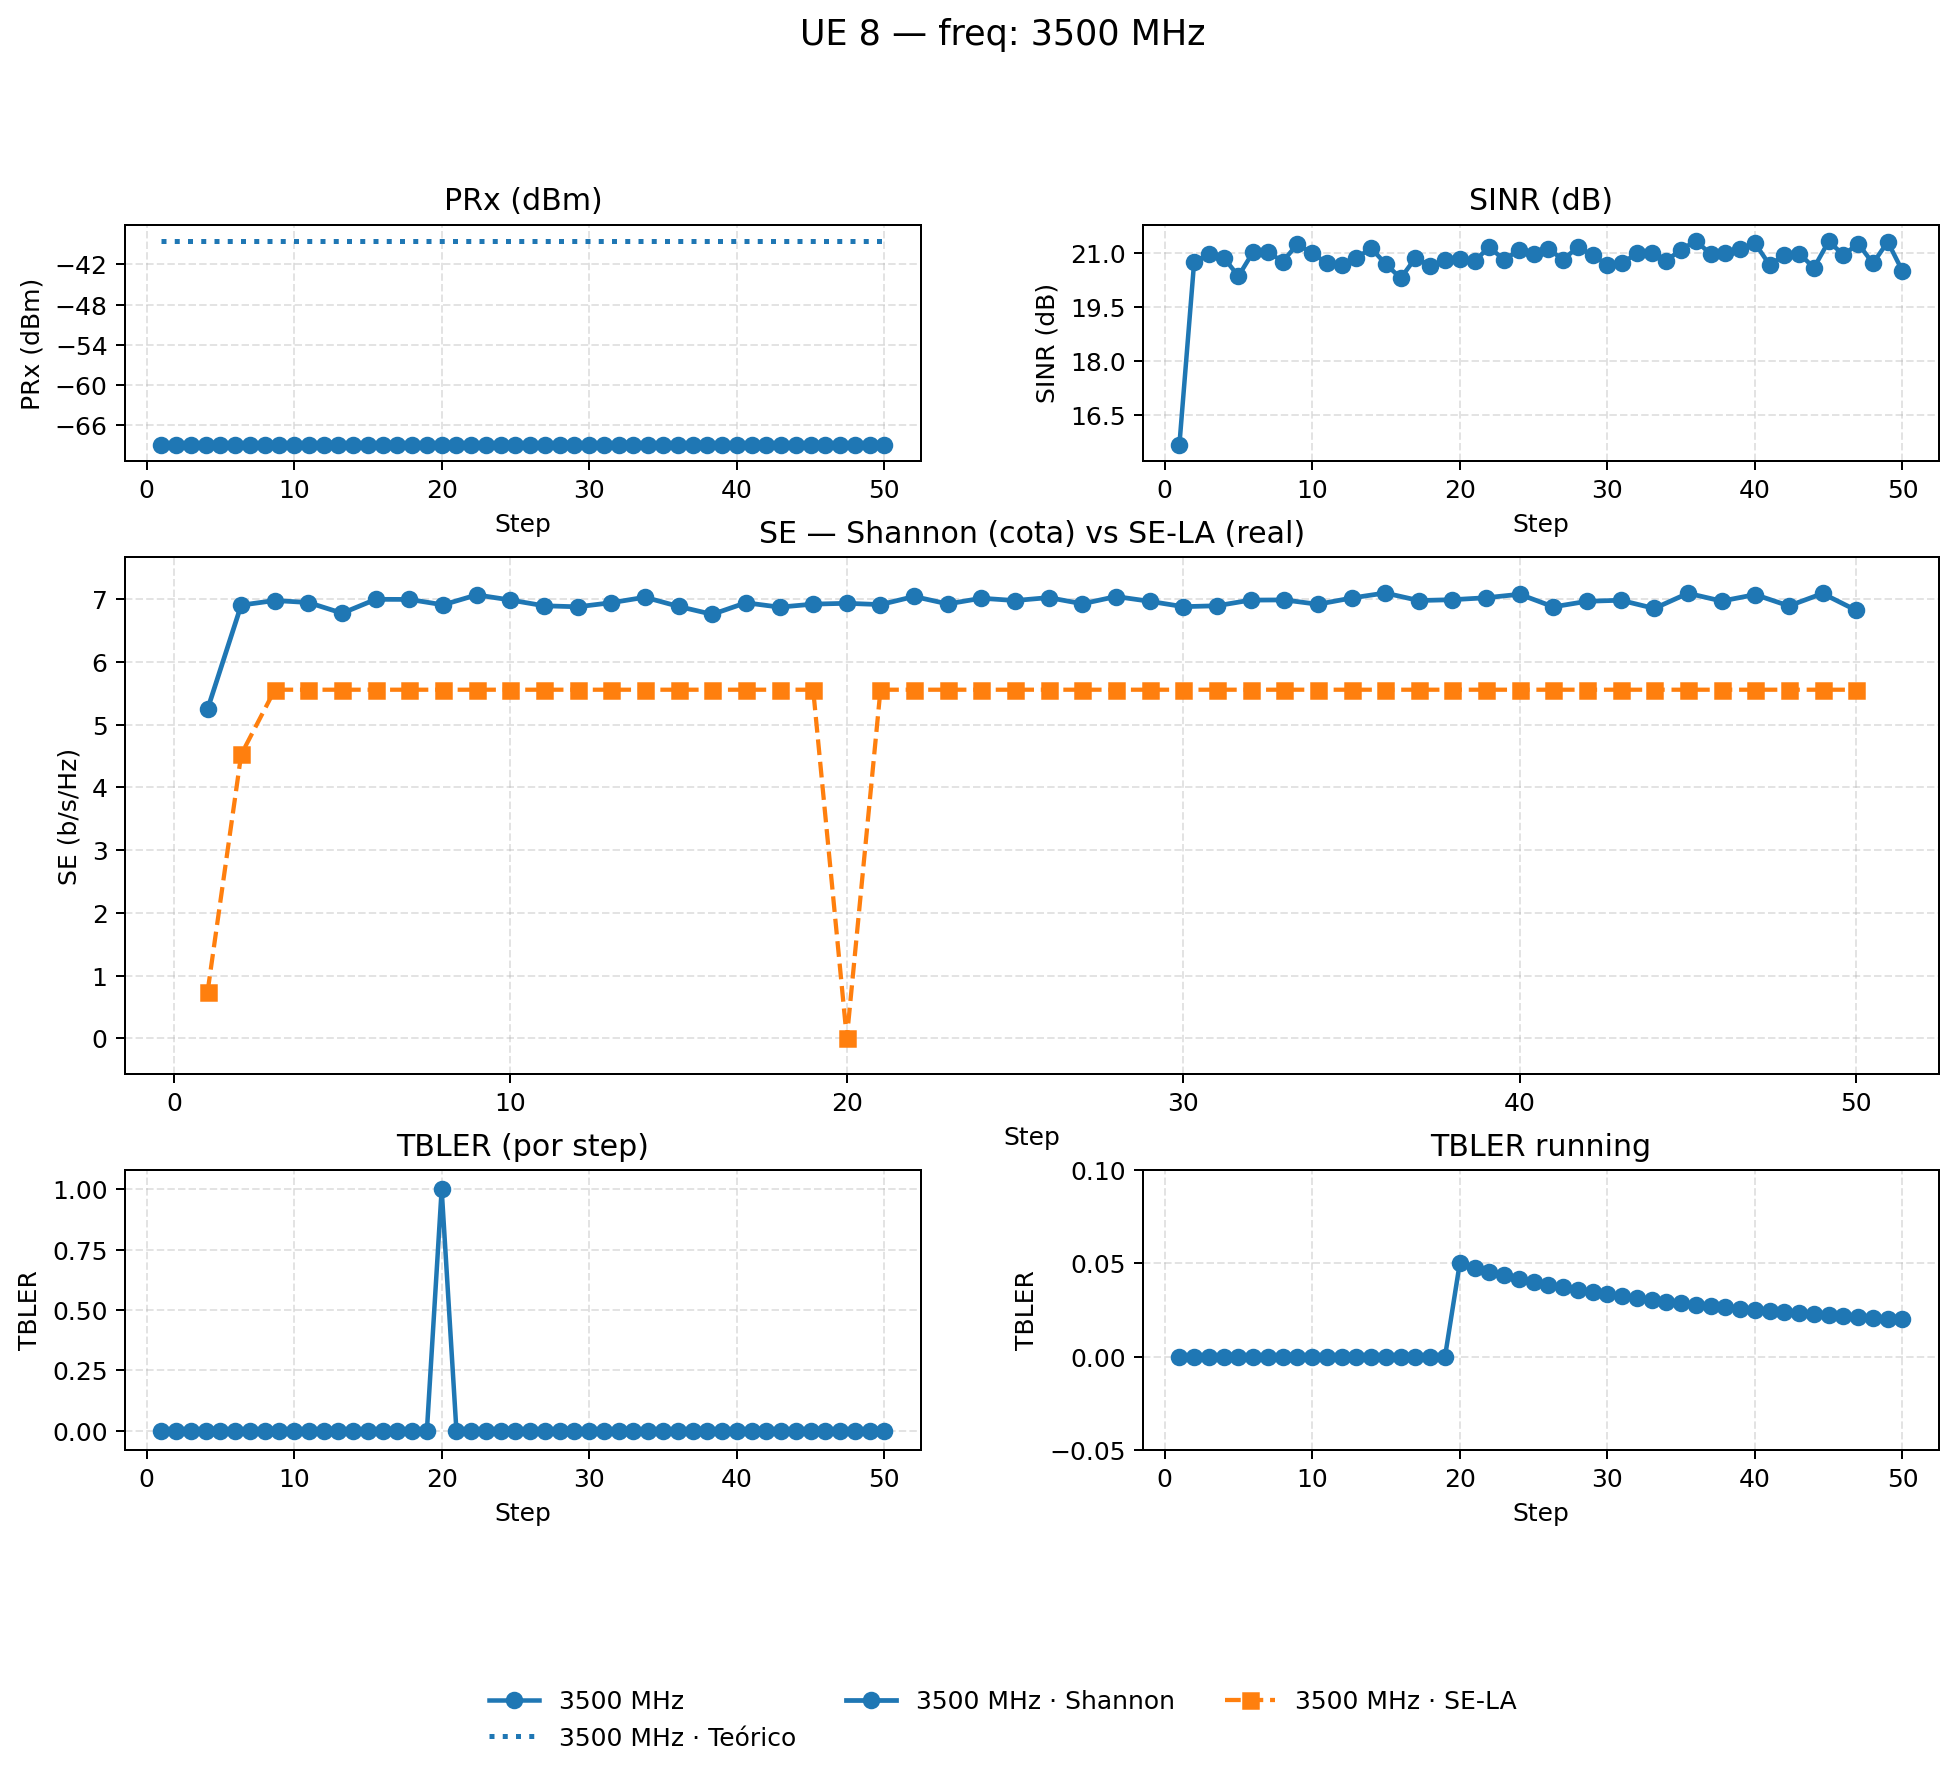 UE 8 — freq: 3500 MHz
PRx (dBm)
PRx (dBm)
−42
−48
−54
−60
−66
0 10 20 30 40 50
Step
SINR (dB)
SINR (dB)
21.0
19.5
18.0
16.5
0 10 20 30 40 50
Step
SE — Shannon (cota) vs SE-LA (real)
SE (b/s/Hz)
7
6
5
4
3
2
1
0
0 10 20 30 40 50
Step
TBLER (por step)
TBLER
1.00
0.75
0.50
0.25
0.00
0 10 20 30 40 50
Step
TBLER running
TBLER
0.10
0.05
0.00
−0.05
0 10 20 30 40 50
Step
3500 MHz
3500 MHz · Teórico
3500 MHz · Shannon
3500 MHz · SE-LA